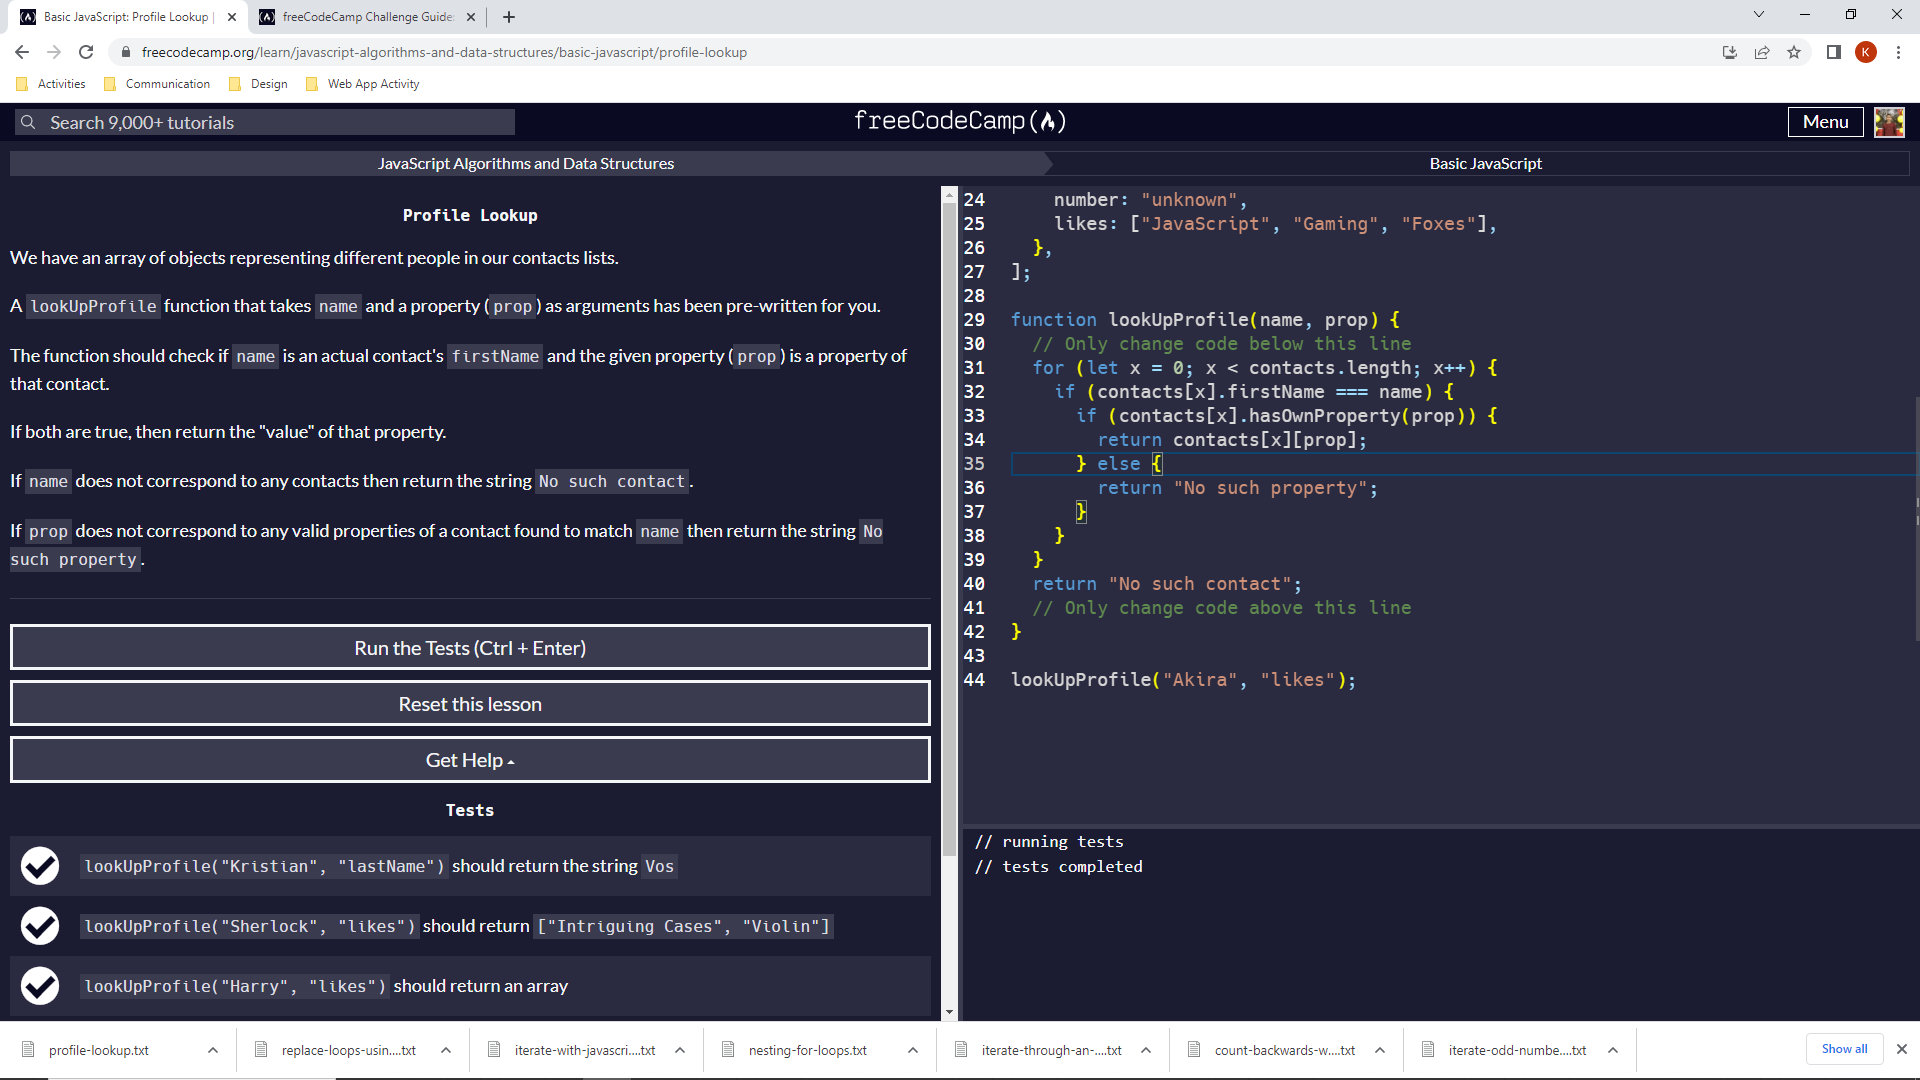 Basic JavaScript: Profile Lookup |
freeCodeCamp Challenge Guide:
freecodecamp.org/learn/javascript-algorithms-and-data-structures/basic-javascript/profile-lookup
K
Activities
Communication
Design
Web App Activity
Search 9,000+ tutorials
freeCodeCamp
Menu
JavaScript Algorithms and Data Structures
Basic JavaScript
Profile Lookup
We have an array of objects representing different people in our contacts lists.
A lookUpProfile function that takes name and a property (prop) as arguments has been pre-written for you.
The function should check if name is an actual contact's firstName and the given property (prop) is a property of
that contact.
If both are true, then return the "value" of that property.
If name does not correspond to any contacts then return the string No such contact.
If prop does not correspond to any valid properties of a contact found to match name then return the string No
such property.
Run the Tests (Ctrl + Enter)
Reset this lesson
Get Help
Tests
lookUpProfile("Kristian", "lastName") should return the string Vos
lookUpProfile("Sherlock", "likes") should return ["Intriguing Cases", "Violin"]
lookUpProfile("Harry", "likes") should return an array
24 number: "unknown",
25 likes: ["JavaScript", "Gaming", "Foxes"],
26 },
27 ];
28
29 function lookUpProfile(name, prop) {
30 // Only change code below this line
31 for (let x = 0; x < contacts.length; x++) {
32 if (contacts[x].firstName === name) {
33 if (contacts[x].hasOwnProperty(prop)) {
34 return contacts[x][prop];
35 } else {
36 return "No such property";
37 }
38 }
39 }
40 return "No such contact";
41 // Only change code above this line
42 }
43
44 lookUpProfile("Akira", "likes");
// running tests
// tests completed
profile-lookup.txt
replace-loops-usin....txt
iterate-with-javascri....txt
nesting-for-loops.txt
iterate-through-an-....txt
count-backwards-w....txt
iterate-odd-numbe....txt
Show all